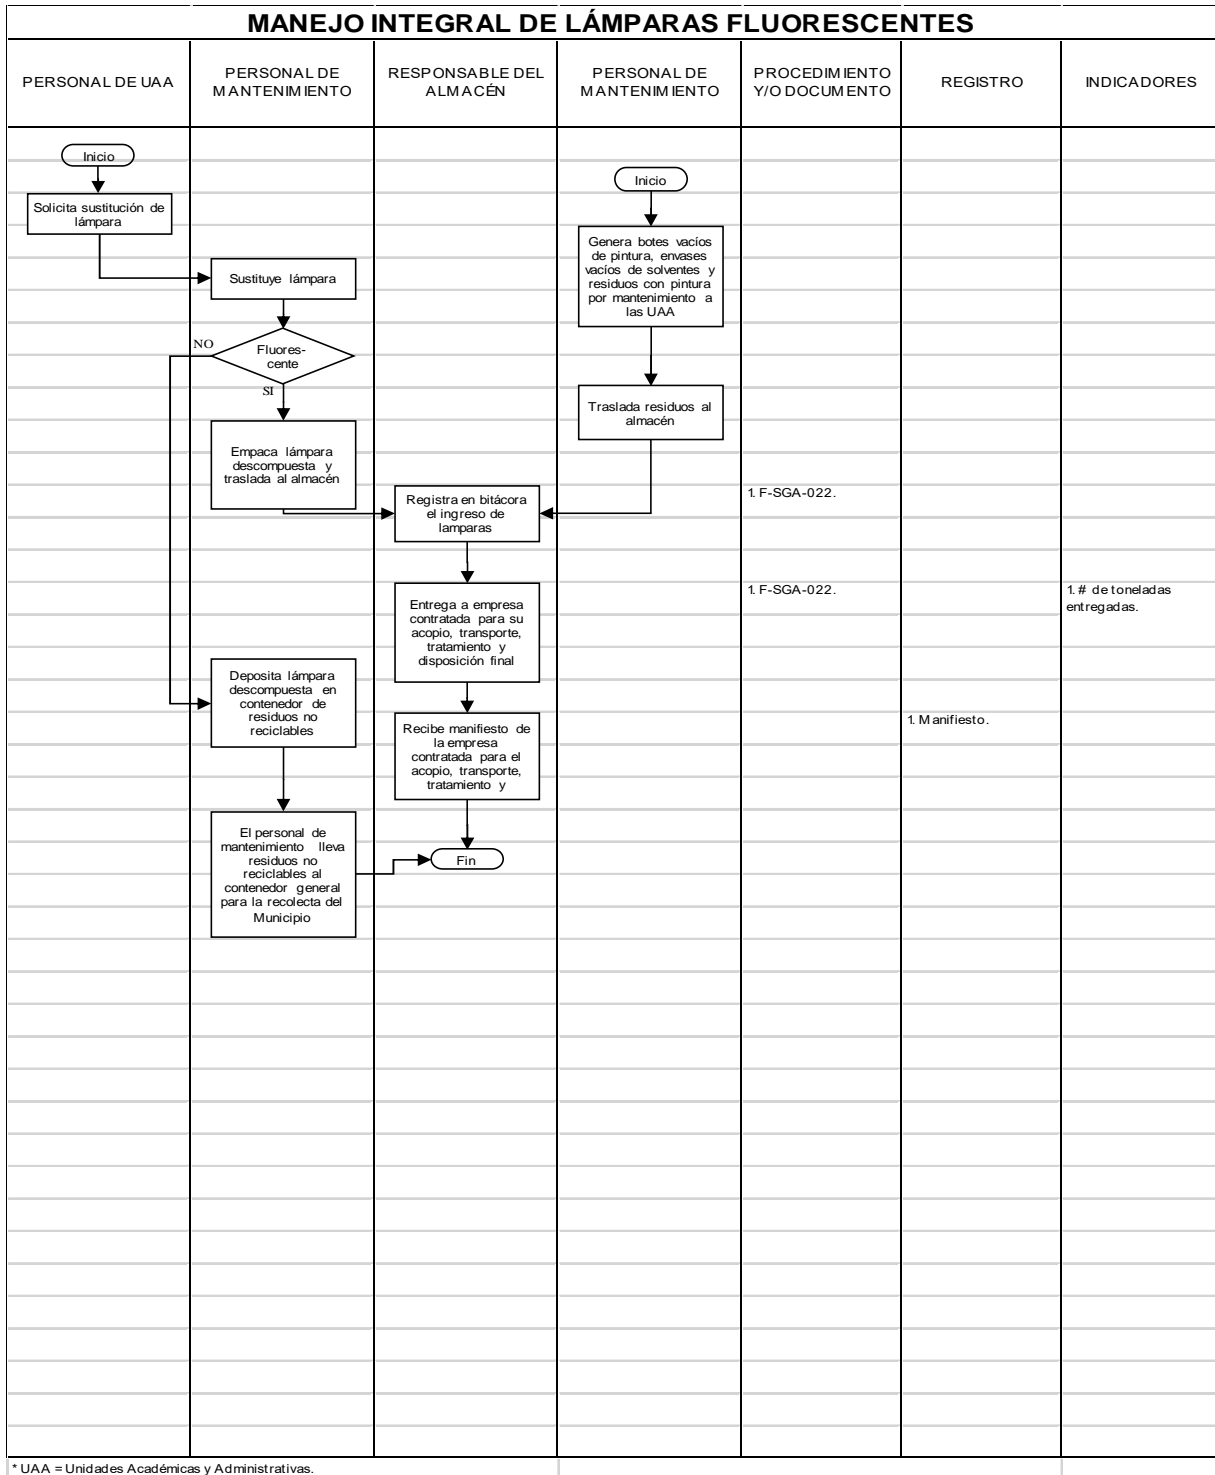 MANEJO INTEGRAL DE LÁMPARAS FLUORESCENTES
PERSONAL DE UAA
PERSONAL DE
MANTENIMIENTO
RESPONSABLE DEL
ALMACÉN
PERSONAL DE
MANTENIMIENTO
PROCEDIMIENTO
Y/O DOCUMENTO
REGISTRO
INDICADORES
Inicio
Solicita sustitución de
lámpara
Sustituye lámpara
Fluores-
cente
NO
SI
Empaca lámpara
descompuesta y
traslada al almacén
Inicio
Genera botes vacíos
de pintura, envases
vacíos de solventes y
residuos con pintura
por mantenimiento a
las UAA
Traslada residuos al
almacén
Registra en bitácora
el ingreso de
lamparas
1. F-SGA-022.
Entrega a empresa
contratada para su
acopio, transporte,
tratamiento y
disposición final
1. F-SGA-022.
1. # de toneladas
entregadas.
Deposita lámpara
descompuesta en
contenedor de
residuos no
reciclables
Recibe manifiesto de
la empresa
contratada para el
acopio, transporte,
tratamiento y
1. Manifiesto.
El personal de
mantenimiento lleva
residuos no
reciclables al
contenedor general
para la recolecta del
Municipio
Fin
* UAA = Unidades Académicas y Administrativas.